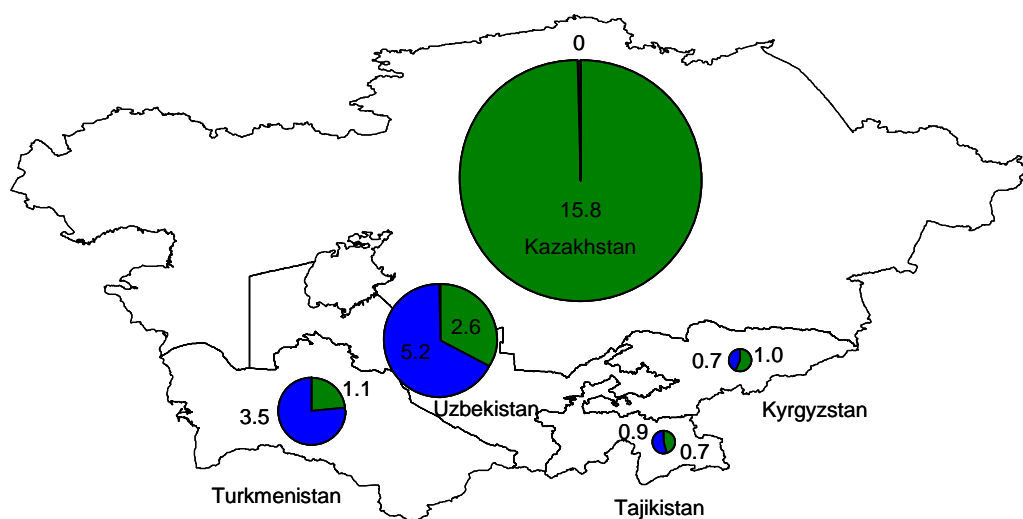 0
15.8
Kazakhstan
2.6
5.2
Uzbekistan
1.1
3.5
Turkmenistan
0.7 1.0
Kyrgyzstan
0.9
0.7
Tajikistan